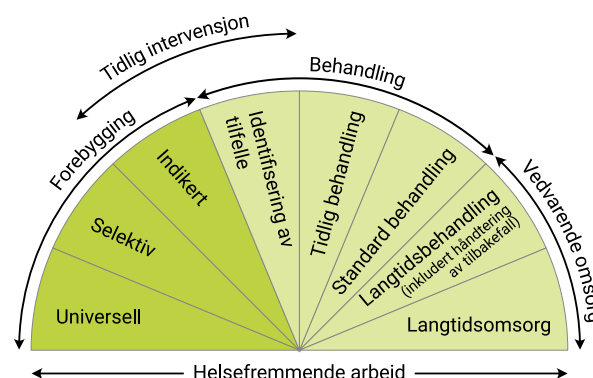 Tidlig intervensjon
Forebygging
Behandling
Vedvarende omsorg
Universell
Selektiv
Indikert
Identifisering av
tilfelle
Tidlig behandling
Standard behandling
Langtidsbehandling
(inkludert håndtering
av tilbakefall)
Langtidsomsorg
Helsefremmende arbeid